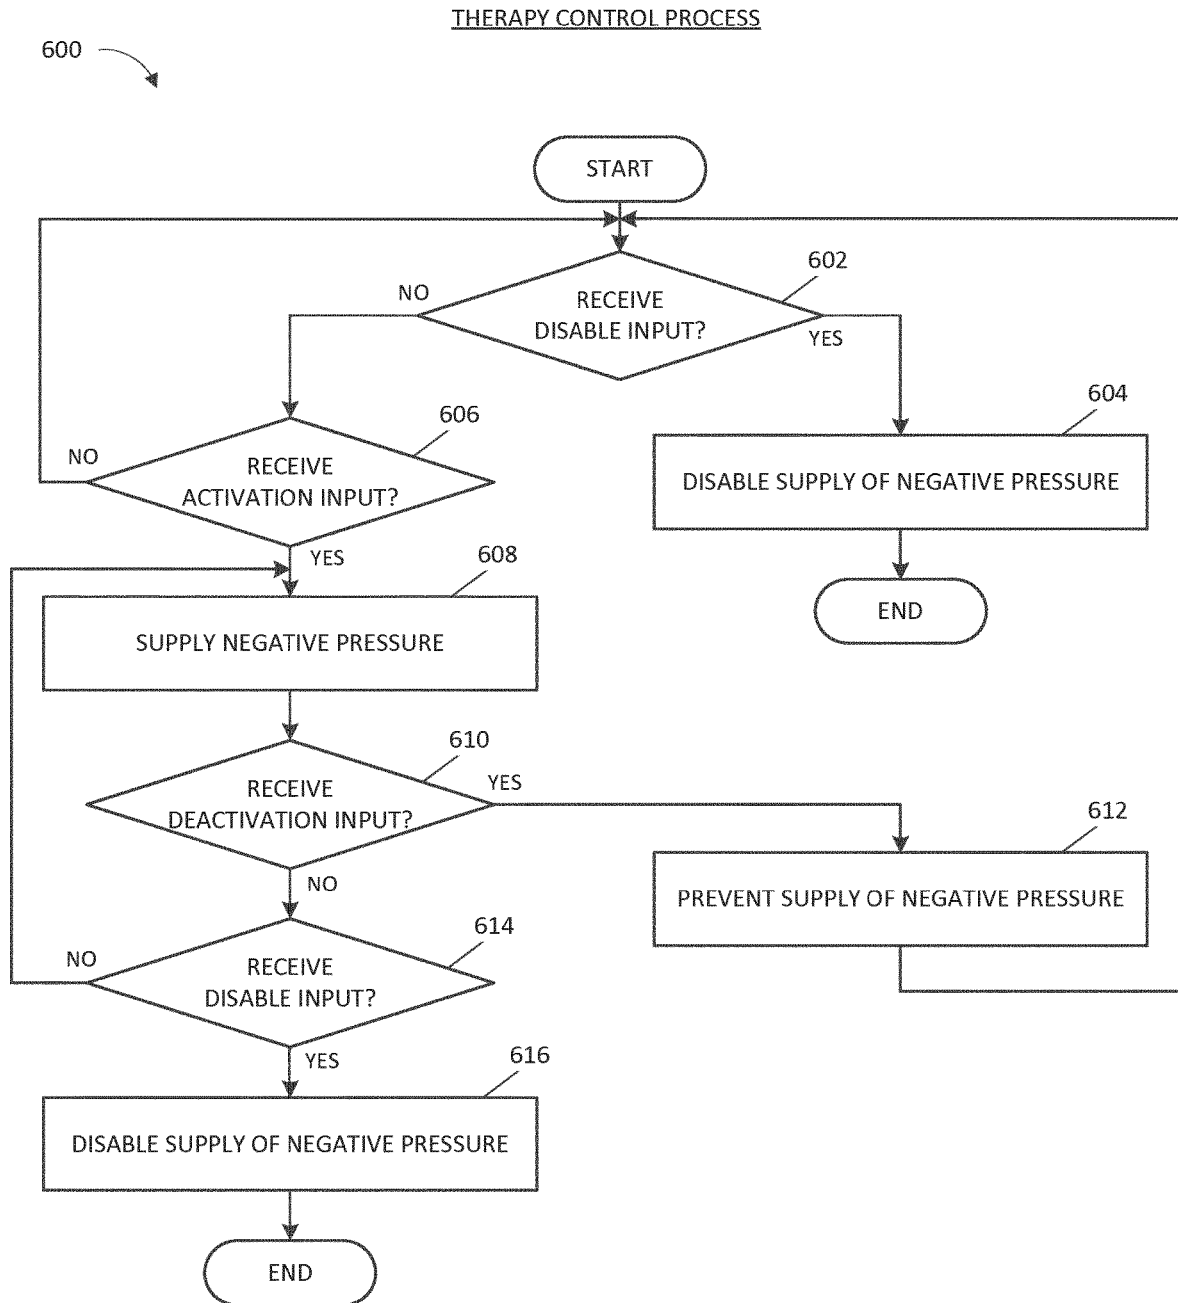 THERAPY CONTROL PROCESS
600
START
602
NO
RECEIVE
DISABLE INPUT?
YES
604
606
NO
RECEIVE
ACTIVATION INPUT?
DISABLE SUPPLY OF NEGATIVE PRESSURE
YES
608
END
SUPPLY NEGATIVE PRESSURE
610
YES
RECEIVE
DEACTIVATION INPUT?
612
NO
PREVENT SUPPLY OF NEGATIVE PRESSURE
614
NO
RECEIVE
DISABLE INPUT?
YES
616
DISABLE SUPPLY OF NEGATIVE PRESSURE
END